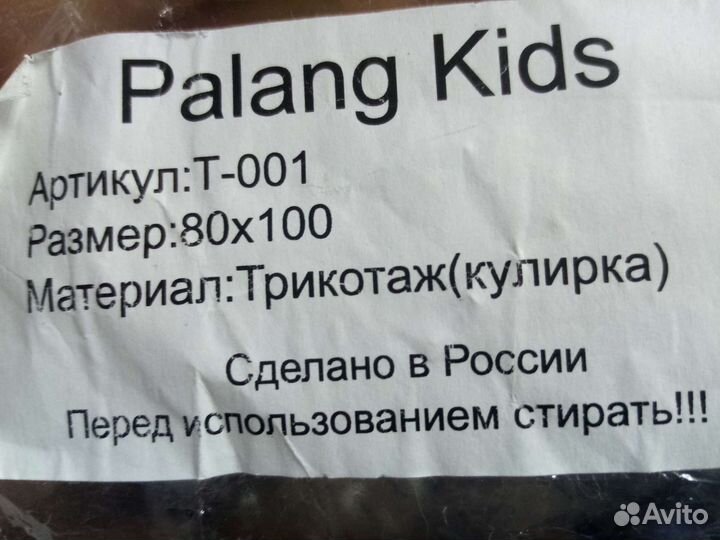 Palang Kids
Артикул:Т-001
Размер:80х100
Материал:Трикотаж(кулирка)
Сделано в России
Перед использованием стирать!!!
Avito